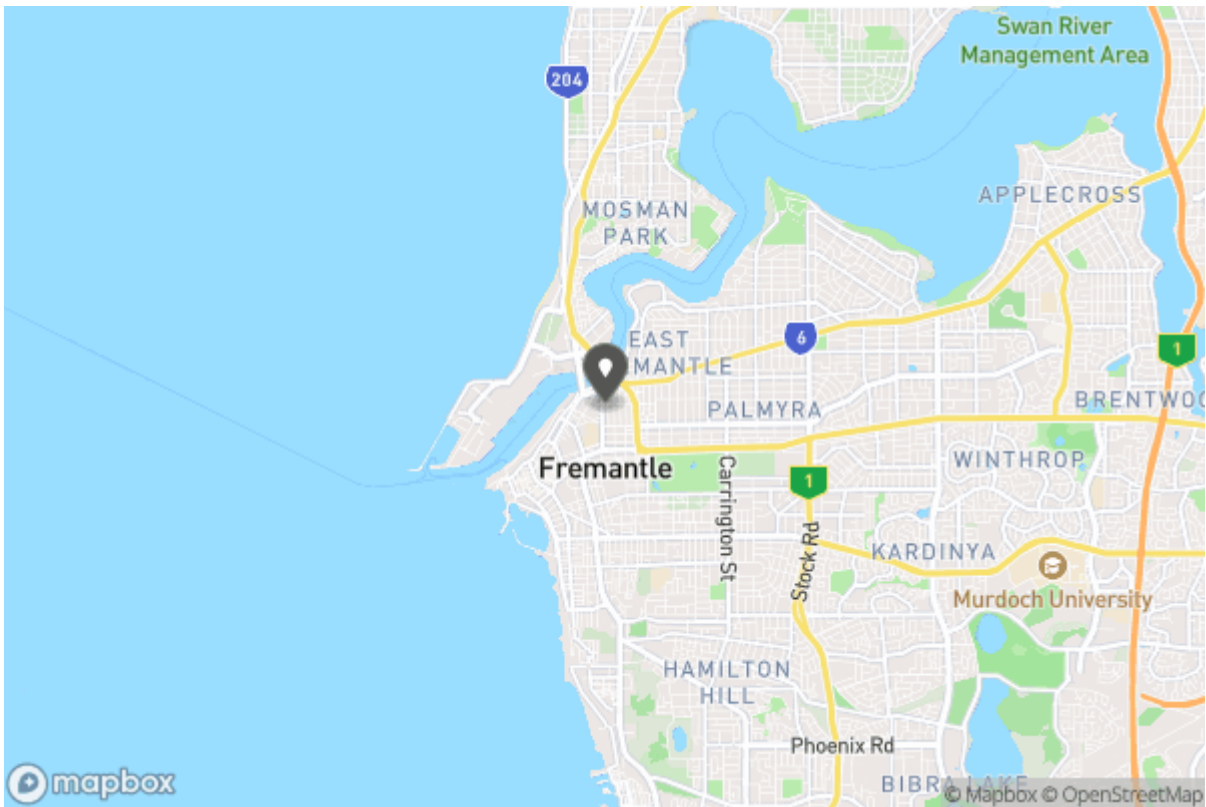 Swan River
Management Area
204
APPLECROSS
MOSMAN
PARK
EAST
MANTLE
6
1
PALMYRA
BRENTWOO
Fremantle
WINTHROP
Carrington St
1
Stock Rd
KARDINYA
Murdoch University
HAMILTON
HILL
Phoenix Rd
BIBRA LAKE
mapbox
© Mapbox © OpenStreetMap